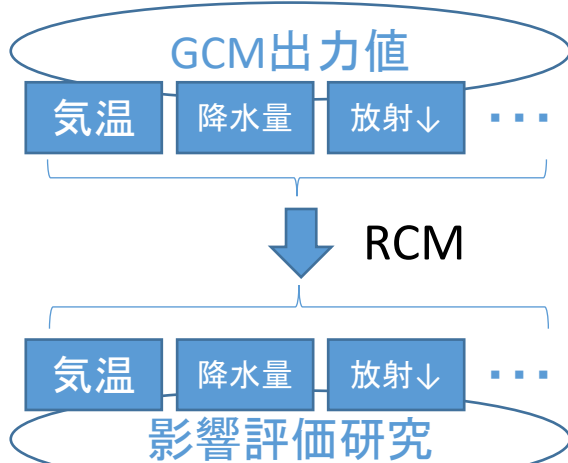 GCM出力値
気温 降水量 放射↓ ・・・
RCM
気温 降水量 放射↓ ・・・
影響評価研究